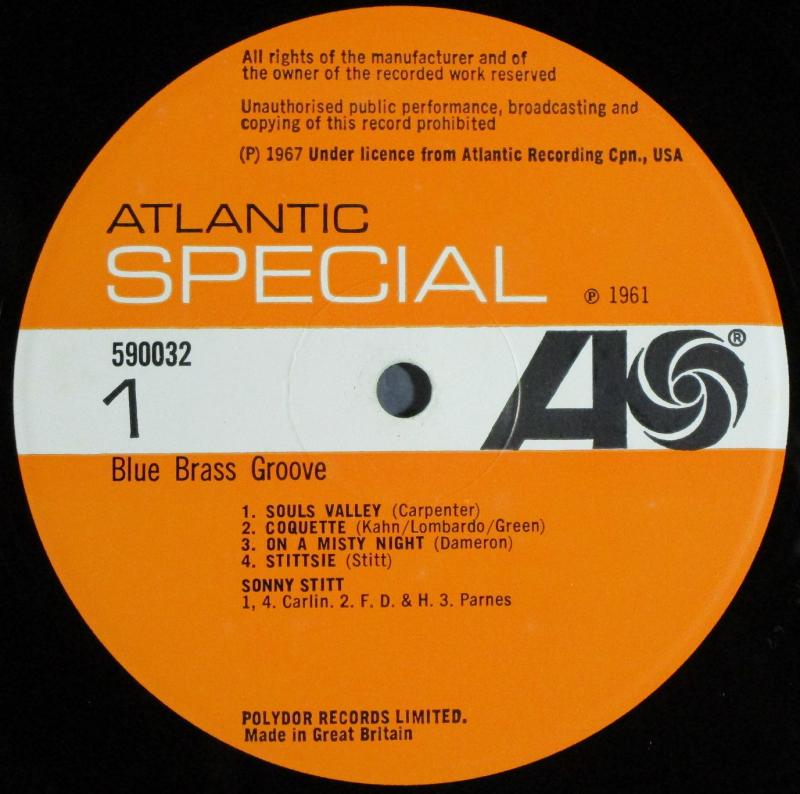 All rights of the manufacturer and of
the owner of the recorded work reserved
Unauthorised public performance, broadcasting and
copying of this record prohibited
(P) 1967 Under licence from Atlantic Recording Cpn., USA
ATLANTIC
SPECIAL
℗ 1961
590032
1
A
®
Blue Brass Groove
1. SOULS VALLEY (Carpenter)
2. COQUETTE (Kahn/Lombardo/Green)
3. ON A MISTY NIGHT (Dameron)
4. STITTSIE (Stitt)
SONNY STITT
1, 4. Carlin. 2. F. D. & H. 3. Parnes
POLYDOR RECORDS LIMITED.
Made in Great Britain